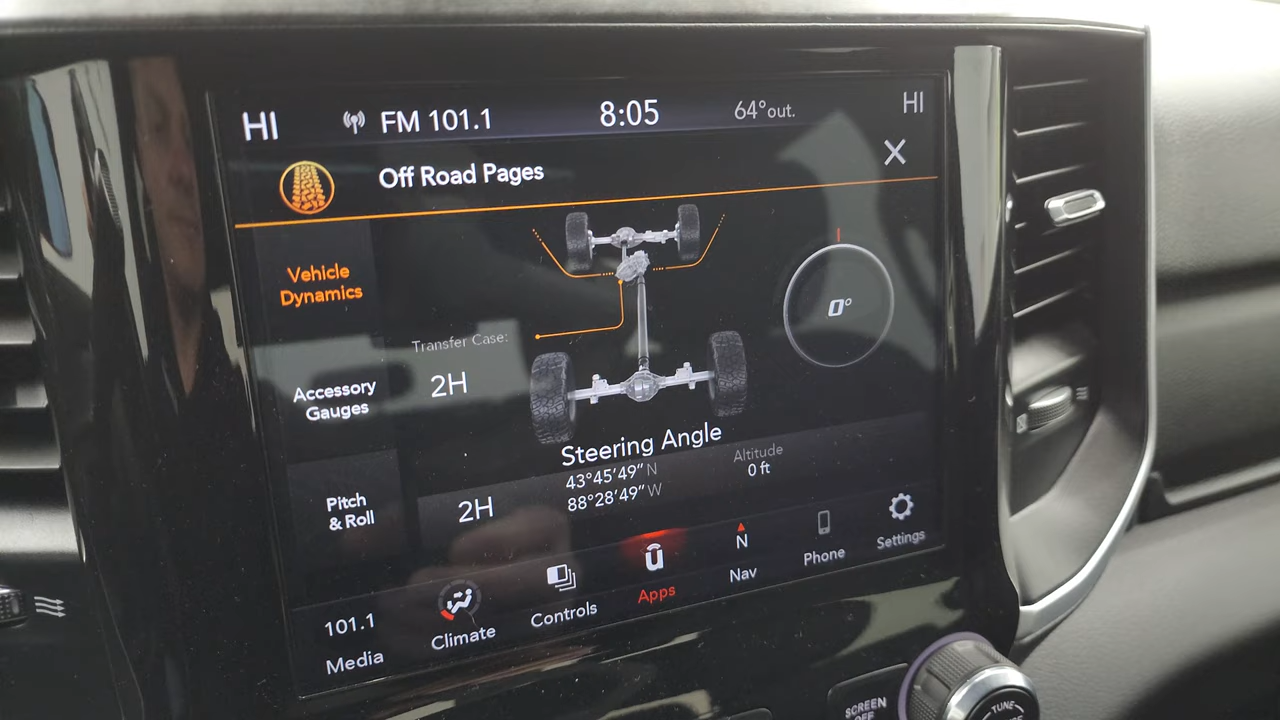 HI
FM 101.1
8:05
64°out.
HI
X
Off Road Pages
Vehicle
Dynamics
0°
Transfer Case:
2H
Accessory
Gauges
Steering Angle
43°45'49"N
88°28'49"W
Altitude
0 ft
Pitch
& Roll
2H
101.1
Media
Climate
Controls
Apps
N
Nav
Phone
Settings
SCREEN
OFF
TUNE